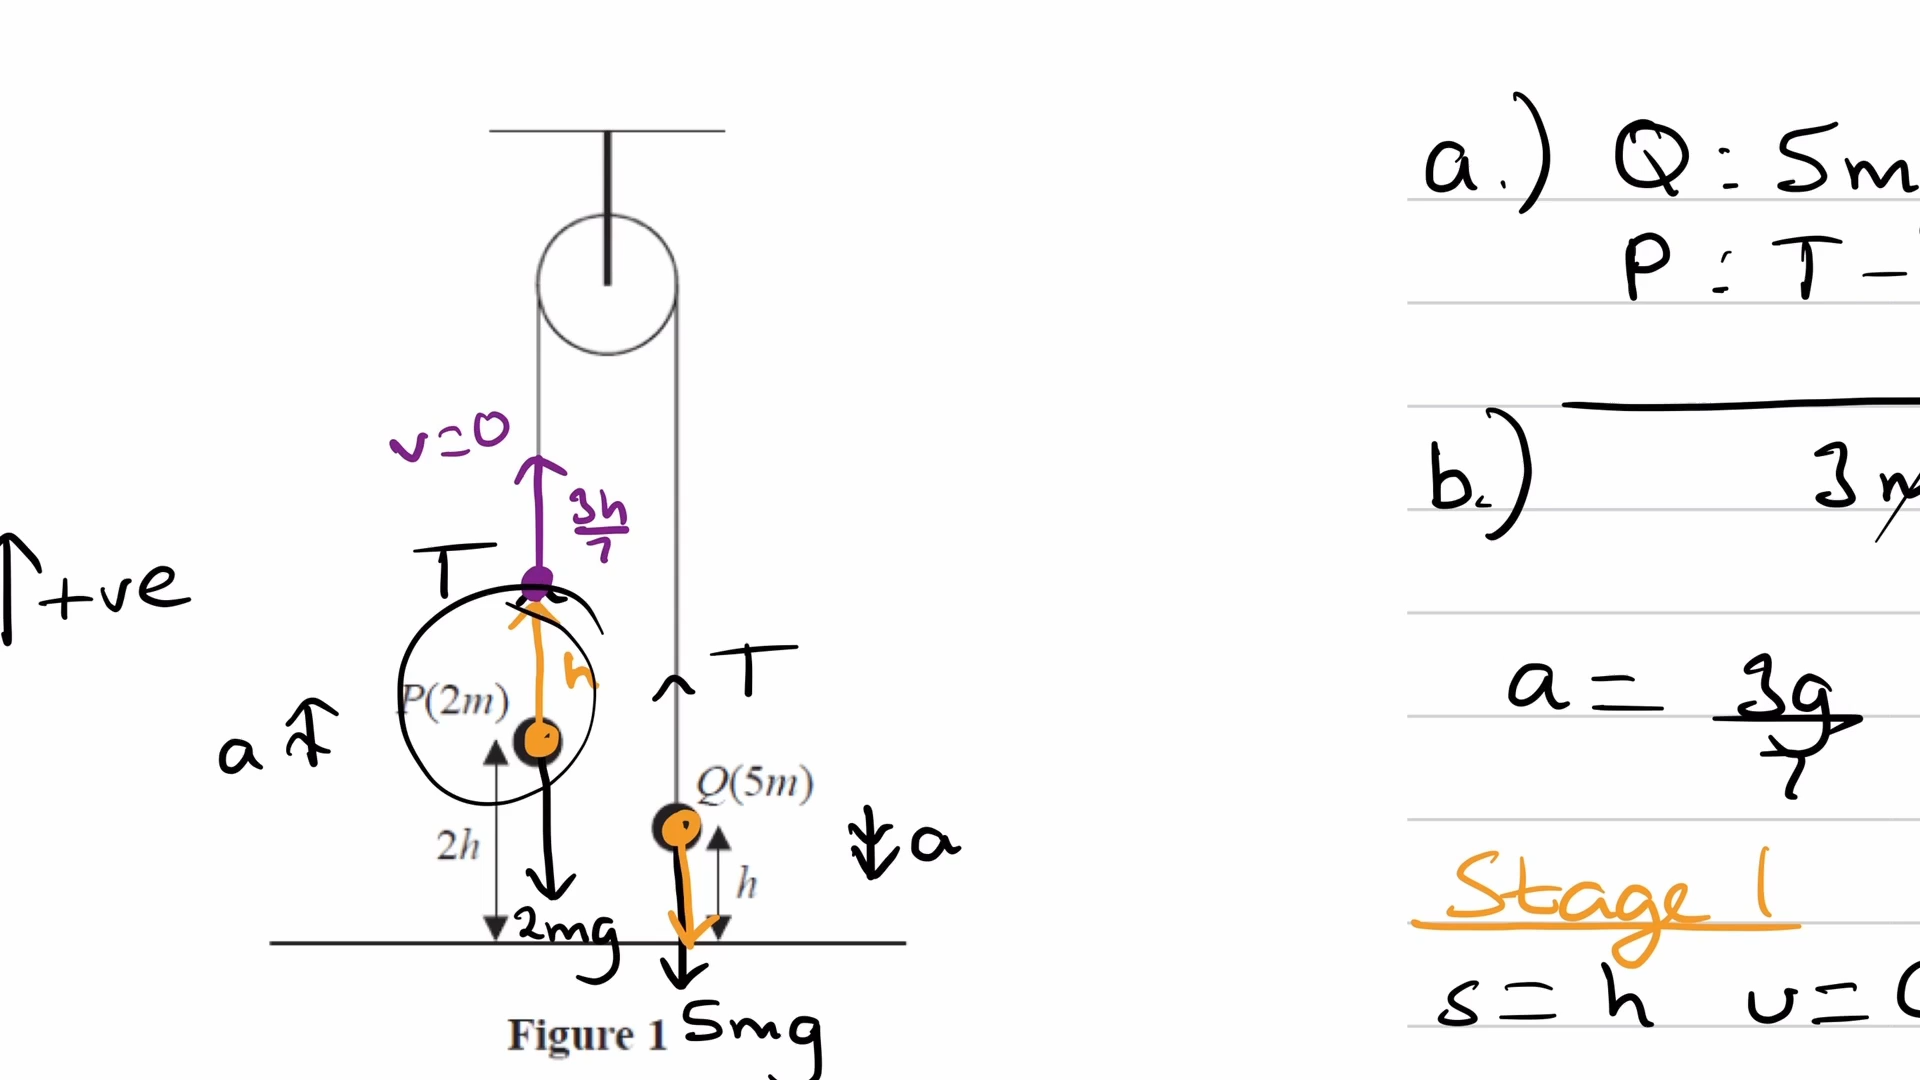 a.) Q : 5m
P : T -
v=0
3h/7
b.) 3m
T
+ve
h
T
P(2m)
a
a = 3g/7
Q(5m)
a
2h
h
Stage 1
2mg
s = h u = 0
Figure 1
5mg